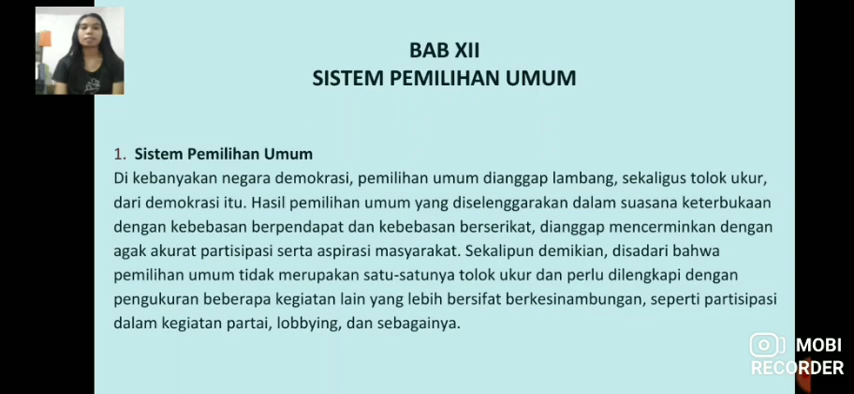 BAB XII
SISTEM PEMILIHAN UMUM
1. Sistem Pemilihan Umum
Di kebanyakan negara demokrasi, pemilihan umum dianggap lambang, sekaligus tolok ukur,
dari demokrasi itu. Hasil pemilihan umum yang diselenggarakan dalam suasana keterbukaan
dengan kebebasan berpendapat dan kebebasan berserikat, dianggap mencerminkan dengan
agak akurat partisipasi serta aspirasi masyarakat. Sekalipun demikian, disadari bahwa
pemilihan umum tidak merupakan satu-satunya tolok ukur dan perlu dilengkapi dengan
pengukuran beberapa kegiatan lain yang lebih bersifat berkesinambungan, seperti partisipasi
dalam kegiatan partai, lobbying, dan sebagainya.
MOBI
RECORDER